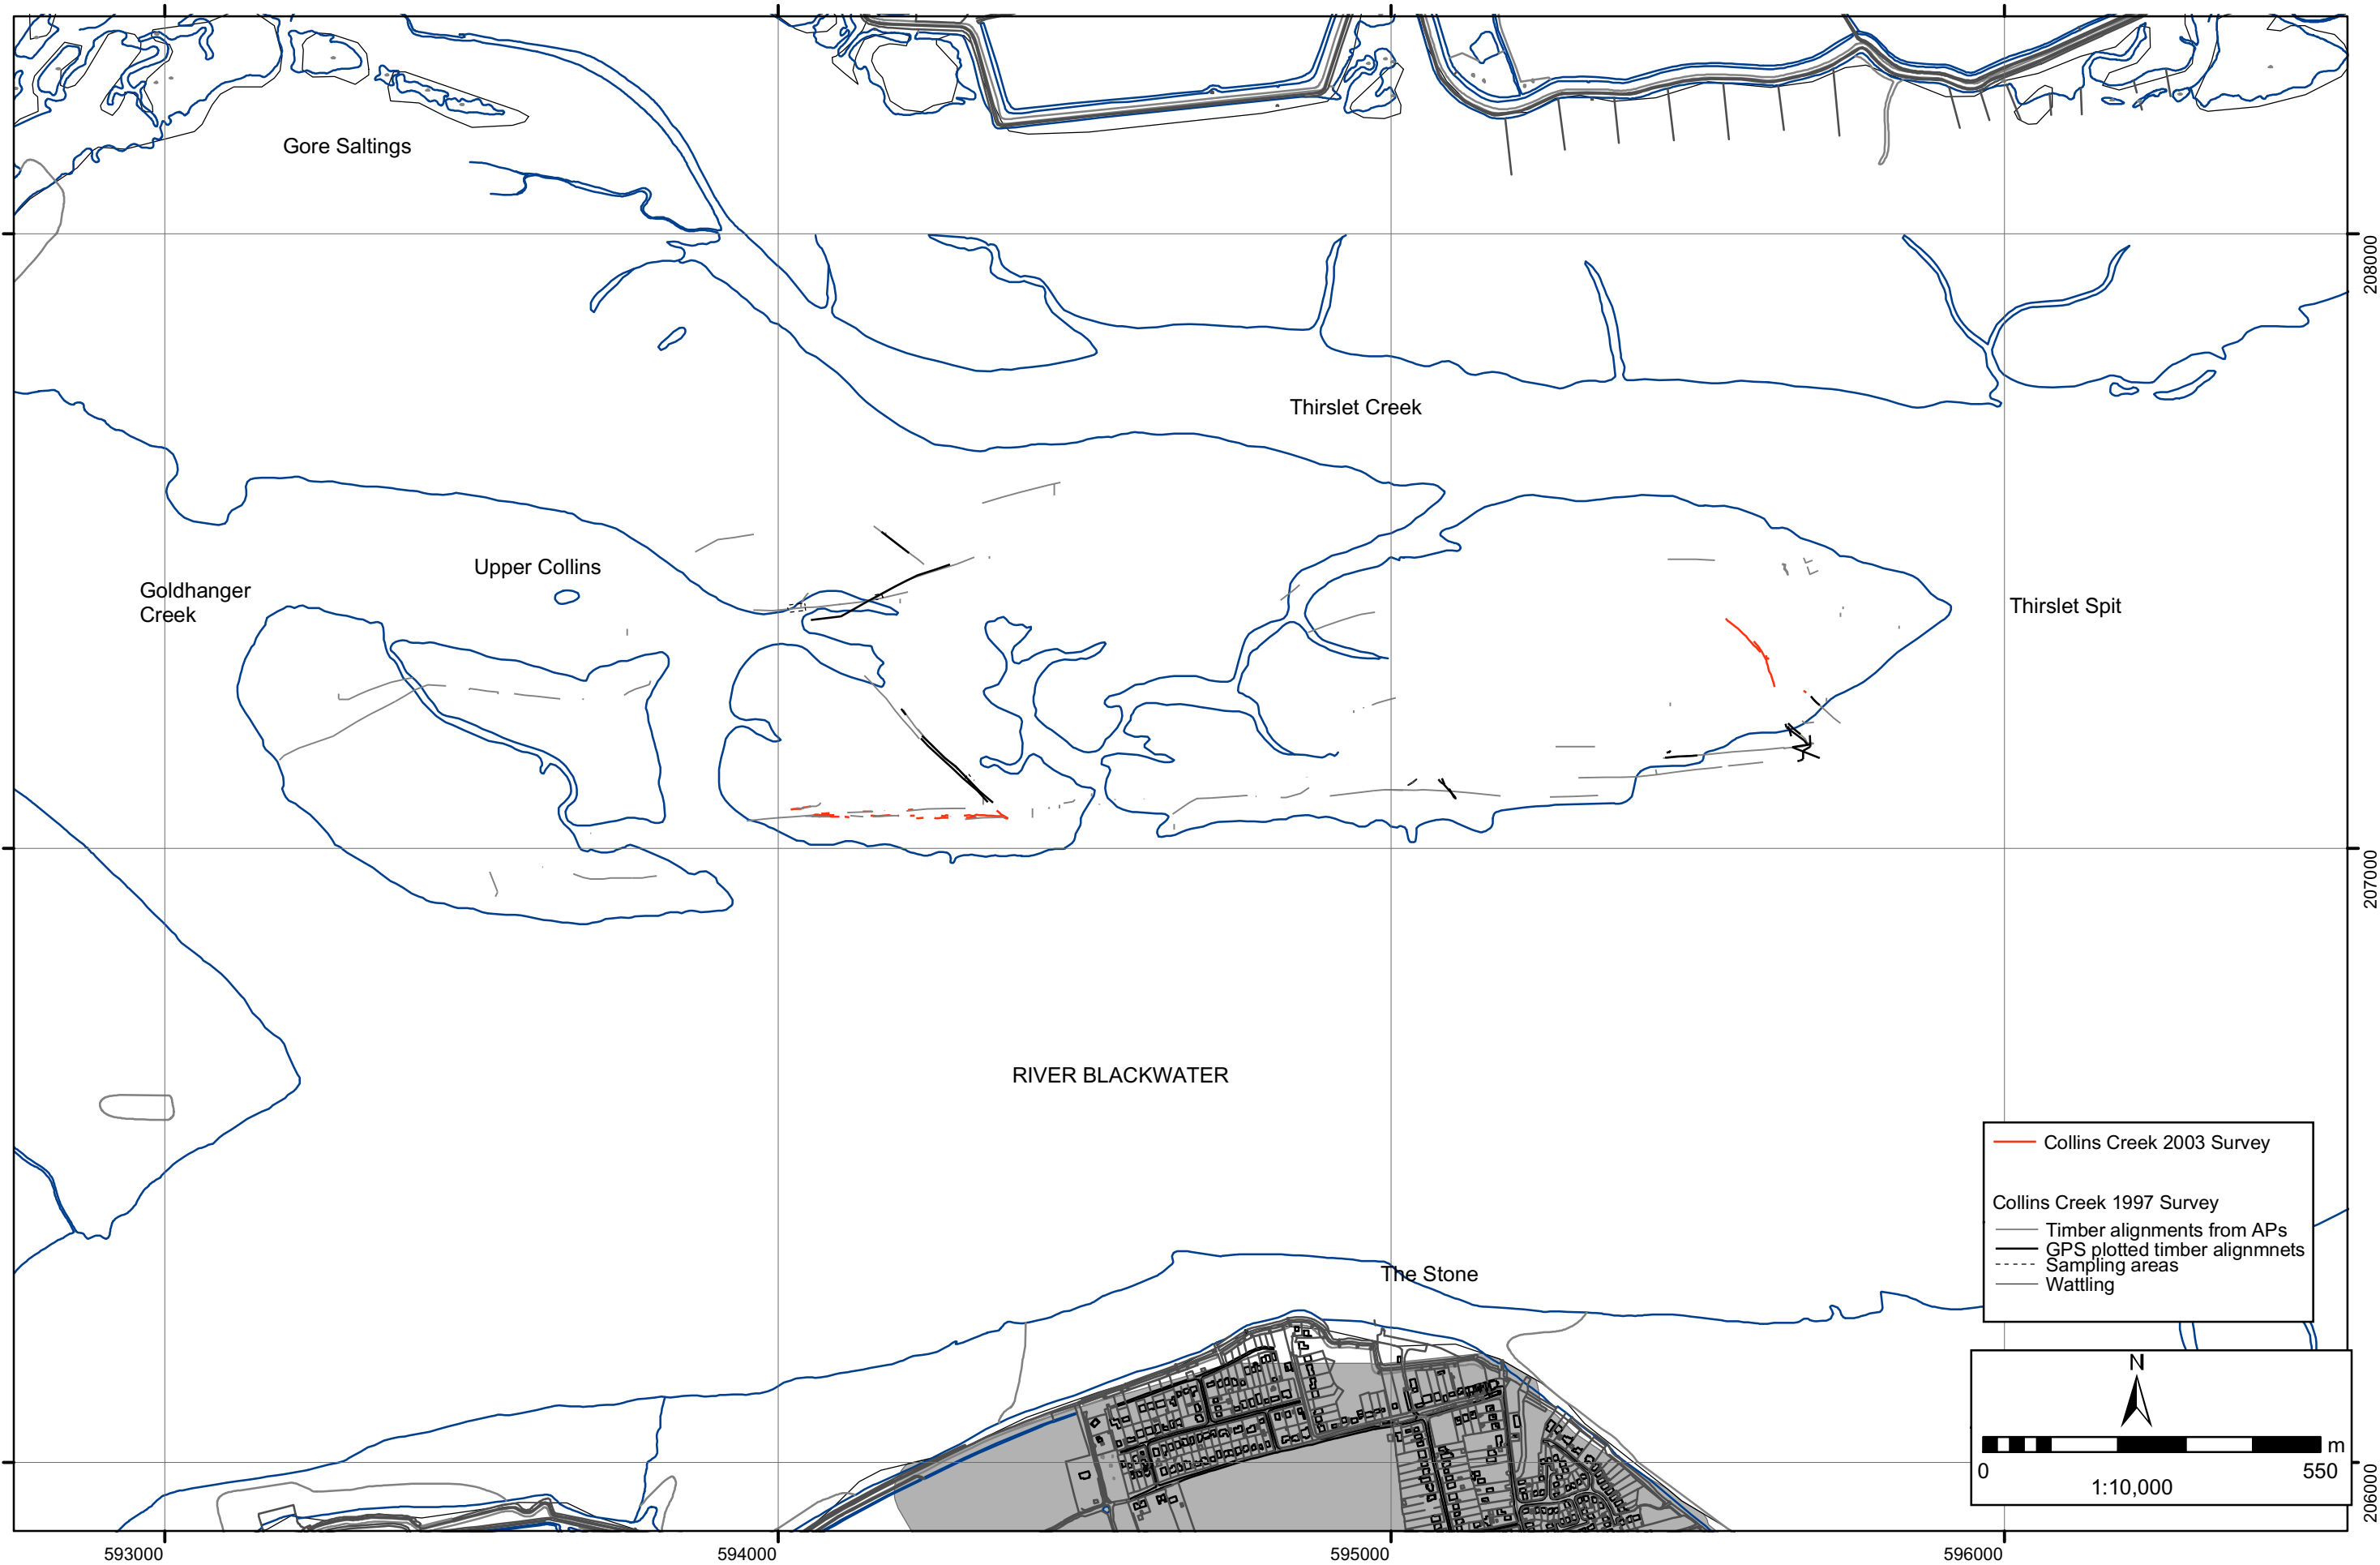 Gore Saltings
208000
Thirslet Creek
Upper Collins
Goldhanger
Creek
Thirslet Spit
207000
RIVER BLACKWATER
Collins Creek 2003 Survey
Collins Creek 1997 Survey
Timber alignments from APs
GPS plotted timber alignmnets
Sampling areas
Wattling
The Stone
N
m
0
550
1:10,000
206000
593000
594000
595000
596000